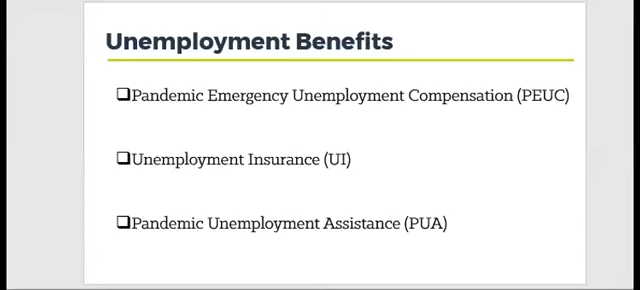 Unemployment Benefits
❑Pandemic Emergency Unemployment Compensation (PEUC)
❑Unemployment Insurance (UI)
❑Pandemic Unemployment Assistance (PUA)